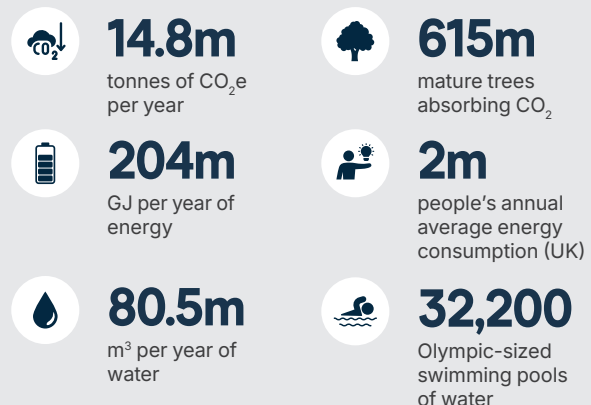 CO₂
14.8m
tonnes of CO₂e
per year
615m
mature trees
absorbing CO₂
204m
GJ per year of
energy
2m
people's annual
average energy
consumption (UK)
80.5m
m³ per year of
water
32,200
Olympic-sized
swimming pools
of water